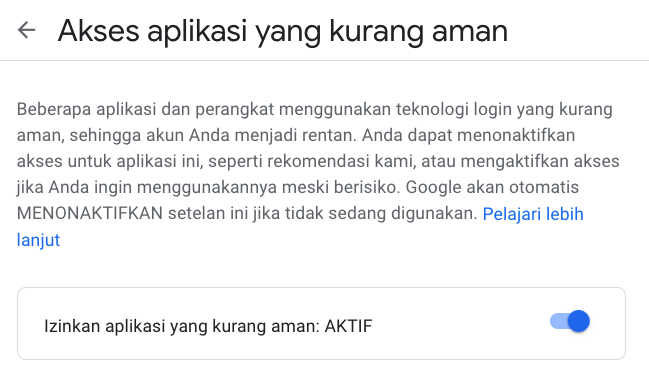 Akses aplikasi yang kurang aman
Beberapa aplikasi dan perangkat menggunakan teknologi login yang kurang
aman, sehingga akun Anda menjadi rentan. Anda dapat menonaktifkan
akses untuk aplikasi ini, seperti rekomendasi kami, atau mengaktifkan akses
jika Anda ingin menggunakannya meski berisiko. Google akan otomatis
MENONAKTIFKAN setelan ini jika tidak sedang digunakan. Pelajari lebih
lanjut
Izinkan aplikasi yang kurang aman: AKTIF